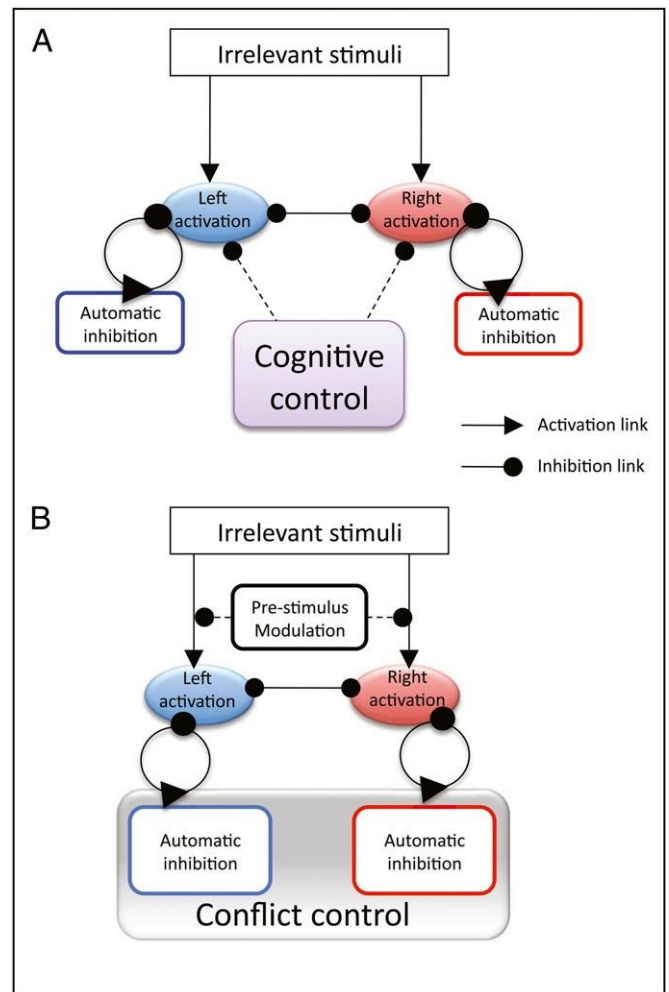 A
Irrelevant stimuli
Left
activation
Right
activation
Automatic
inhibition
Automatic
inhibition
Cognitive
control
Activation link
Inhibition link
B
Irrelevant stimuli
Pre-stimulus
Modulation
Left
activation
Right
activation
Automatic
inhibition
Automatic
inhibition
Conflict control